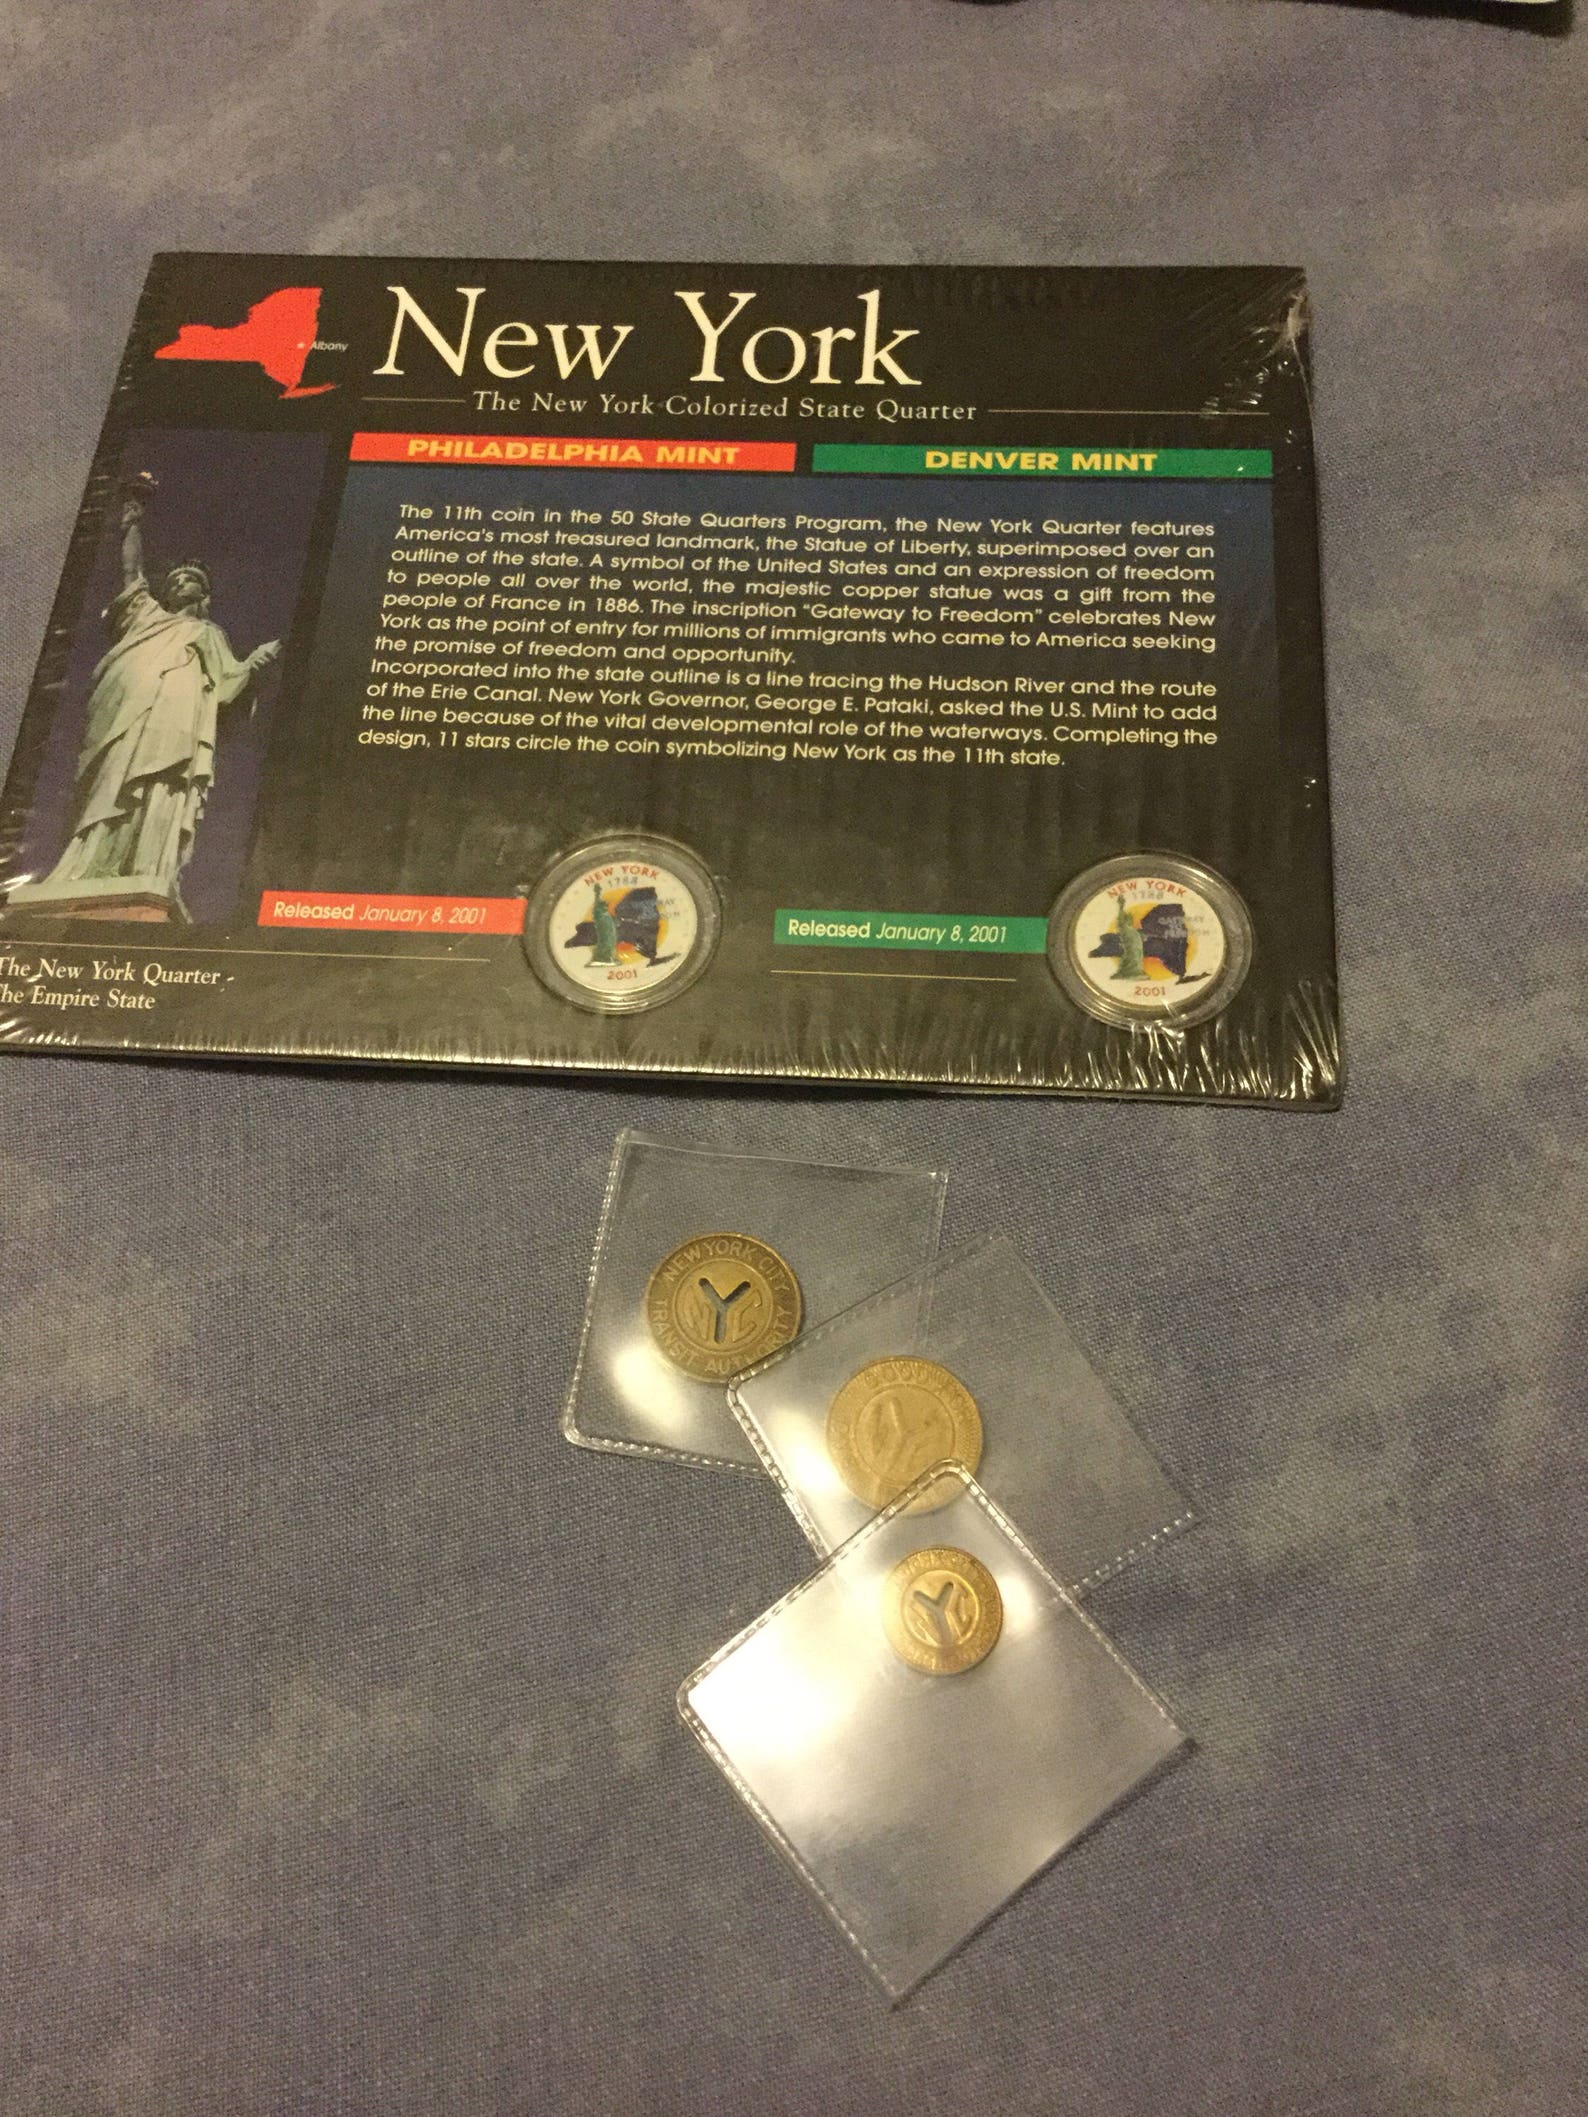 Albany
New York
The New York Colorized State Quarter
PHILADELPHIA MINT
DENVER MINT
The 11th coin in the 50 State Quarters Program, the New York Quarter features
America's most treasured landmark, the Statue of Liberty, superimposed over an
outline of the state. A symbol of the United States and an expression of freedom
to people all over the world, the majestic copper statue was a gift from the
people of France in 1886. The inscription "Gateway to Freedom" celebrates New
York as the point of entry for millions of immigrants who came to America seeking
the promise of freedom and opportunity.
Incorporated into the state outline is a line tracing the Hudson River and the route
of the Erie Canal. New York Governor, George E. Pataki, asked the U.S. Mint to add
the line because of the vital developmental role of the waterways. Completing the
design, 11 stars circle the coin symbolizing New York as the 11th state.
Released January 8, 2001
NEW YORK
1788
2001
Released January 8, 2001
NEW YORK
1788
GATEWAY
TO
2001
The New York Quarter -
The Empire State
NEW YORK CITY
NYC
TRANSIT AUTHORITY
GOOD FOR
NYC
NYC